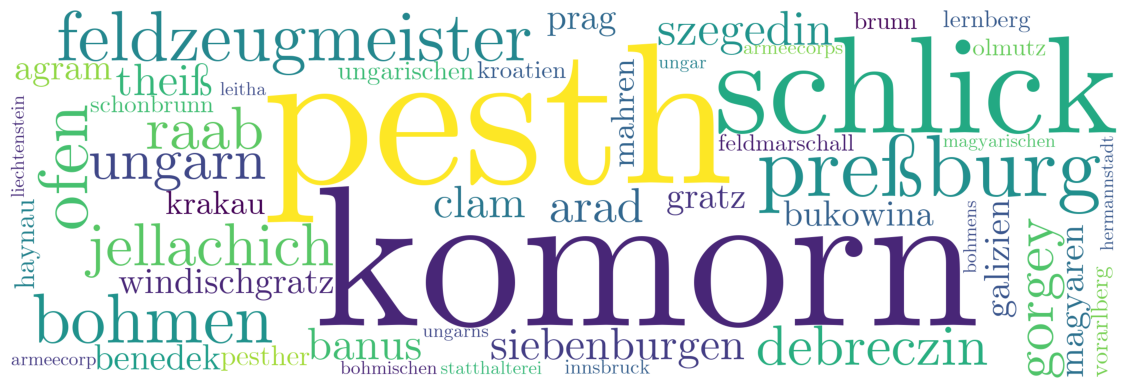 feldzeugmeister
prag
szegedin
brunn
lernberg
armeecorps
olmutz
agram
theiß
ungarischen
kroatien
ungar
schlick
leitha
schonbrunn
pesth
mahren
liechtenstein
ofen
raab
ungarn
feldmarschall
magyarischen
preßburg
hermannstadt
krakau
clam
arad
gratz
bukowina
haynau
jellachich
komorn
bohmens
galizien
gorgey
magyaren
vorarlberg
windischgratz
bohmen
ungarns
banus
siebenburgen
debreczin
armeecorp
benedek
pesther
bohmischen
statthalterei
innsbruck